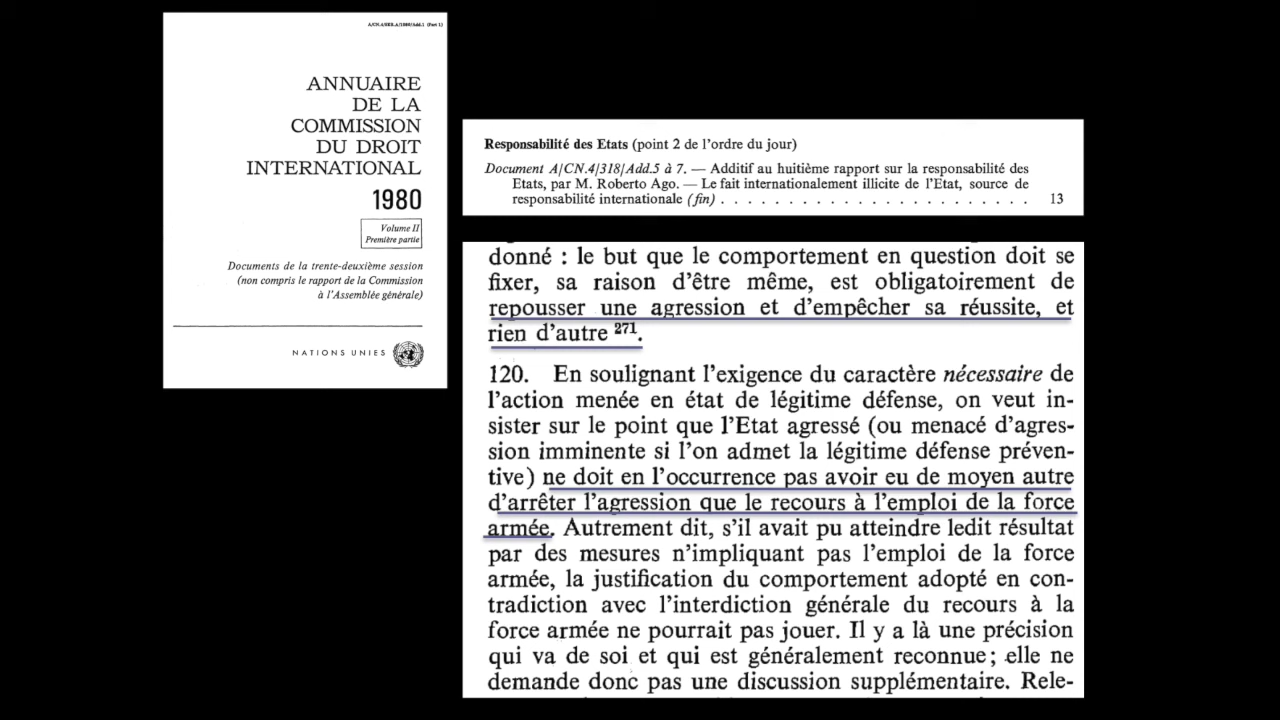 A/CN.4/SER.A/1980/Add.1 (Part 1)
ANNUAIRE
DE LA
COMMISSION
DU DROIT
INTERNATIONAL
1980
Volume II
Première partie
Documents de la trente-deuxième session
(non compris le rapport de la Commission
à l'Assemblée générale)
NATIONS UNIES
Responsabilité des Etats (point 2 de l'ordre du jour)
Document A/CN.4/318/Add.5 à 7. — Additif au huitième rapport sur la responsabilité des
Etats, par M. Roberto Ago. — Le fait internationalement illicite de l'Etat, source de
responsabilité internationale (fin) . . . . . . . . . . . . . . . . . . . . . . . . 13
donné : le but que le comportement en question doit se
fixer, sa raison d'être même, est obligatoirement de
repousser une agression et d'empêcher sa réussite, et
rien d'autre 271.
120. En soulignant l'exigence du caractère nécessaire de
l'action menée en état de légitime défense, on veut in-
sister sur le point que l'Etat agressé (ou menacé d'agres-
sion imminente si l'on admet la légitime défense préven-
tive) ne doit en l'occurrence pas avoir eu de moyen autre
d'arrêter l'agression que le recours à l'emploi de la force
armée. Autrement dit, s'il avait pu atteindre ledit résultat
par des mesures n'impliquant pas l'emploi de la force
armée, la justification du comportement adopté en con-
tradiction avec l'interdiction générale du recours à la
force armée ne pourrait pas jouer. Il y a là une précision
qui va de soi et qui est généralement reconnue ; elle ne
demande donc pas une discussion supplémentaire. Rele-